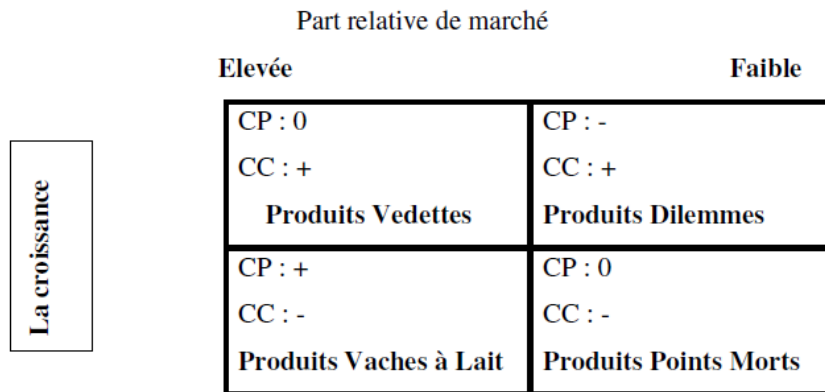 Part relative de marché
Elevée Faible
La croissance
CP : 0 CP : -
CC : + CC : +
Produits Vedettes Produits Dilemmes
CP : + CP : 0
CC : - CC : -
Produits Vaches à Lait Produits Points Morts